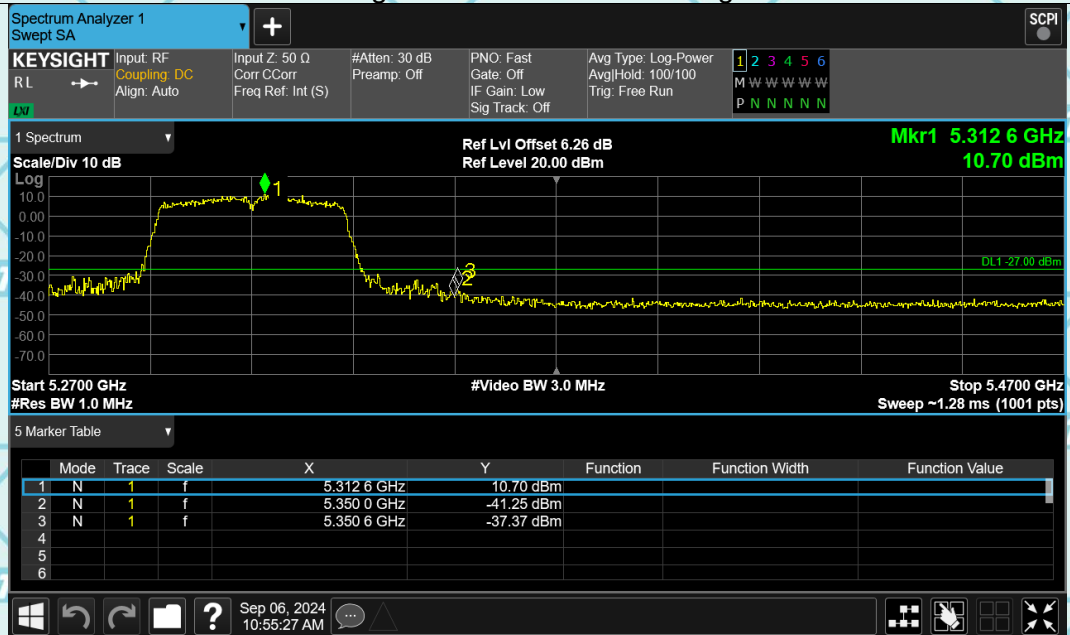 Spectrum Analyzer 1
Swept SA
+
SCPI
KEYSIGHT
R L
LXI
Input: RF
Coupling: DC
Align: Auto
Input Z: 50 Ω
Corr CCorr
Freq Ref: Int (S)
#Atten: 30 dB
Preamp: Off
PNO: Fast
Gate: Off
IF Gain: Low
Sig Track: Off
Avg Type: Log-Power
Avg|Hold: 100/100
Trig: Free Run
1 2 3 4 5 6
M W W W W W W
P N N N N N N
1 Spectrum
Scale/Div 10 dB
Ref Lvl Offset 6.26 dB
Ref Level 20.00 dBm
Mkr1 5.312 6 GHz
10.70 dBm
Log
10.0
0.00
-10.0
-20.0
-30.0
-40.0
-50.0
-60.0
-70.0
1
3
2
DL1 -27.00 dBm
Start 5.2700 GHz
#Video BW 3.0 MHz
Stop 5.4700 GHz
#Res BW 1.0 MHz
Sweep ~1.28 ms (1001 pts)
5 Marker Table
Mode Trace Scale X Y Function Function Width Function Value
1 N 1 f 5.312 6 GHz 10.70 dBm
2 N 1 f 5.350 0 GHz -41.25 dBm
3 N 1 f 5.350 6 GHz -37.37 dBm
4
5
6
?
Sep 06, 2024
10:55:27 AM